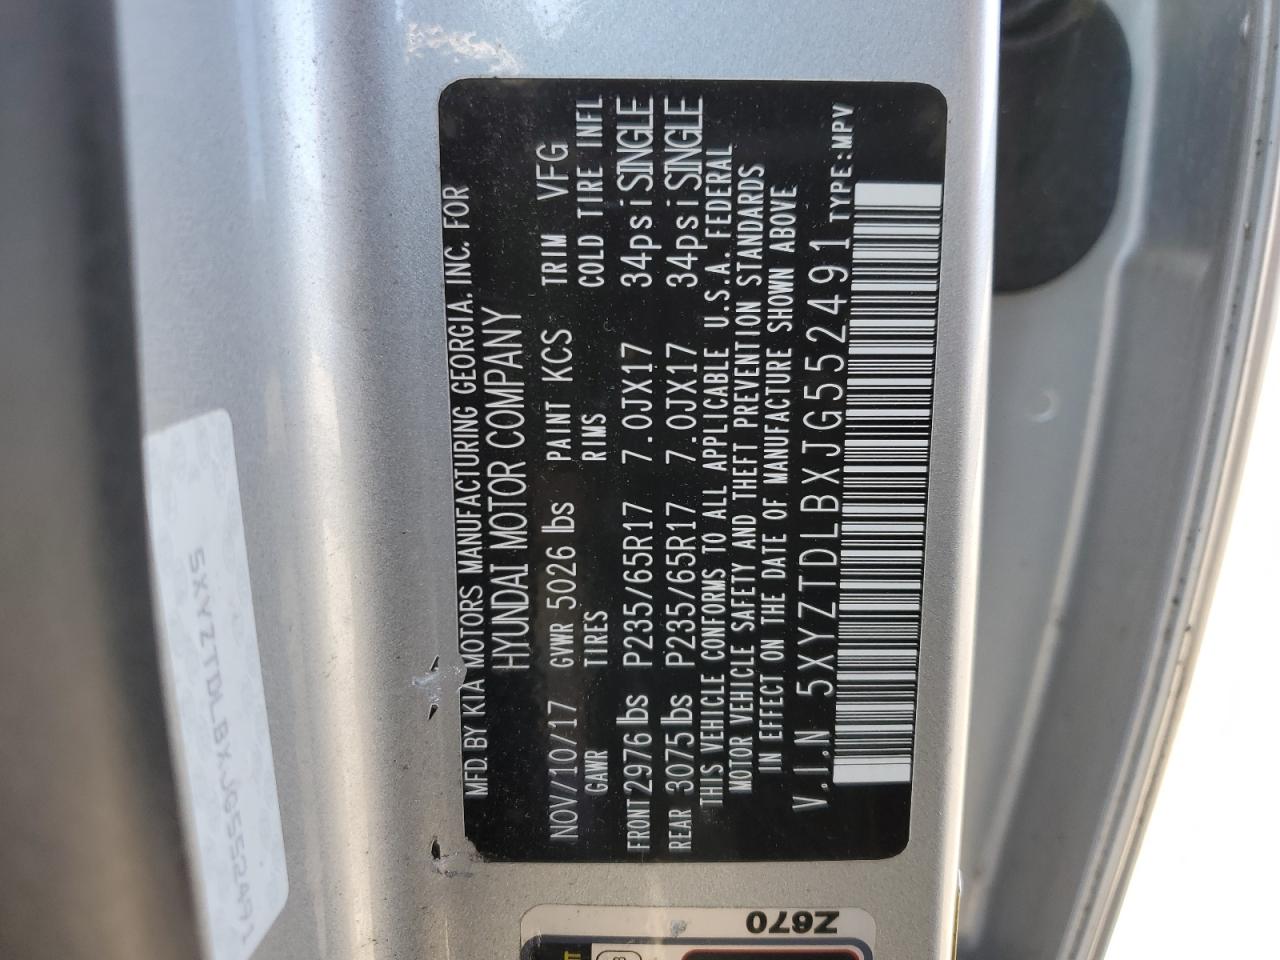 MFD. BY KIA MOTORS MANUFACTURING GEORGIA. INC. FOR
HYUNDAI MOTOR COMPANY
NOV/10/17 GVWR 5026 lbs PAINT KCS TRIM VFG
GAWR TIRES RIMS COLD TIRE INFL
FRONT 2976 lbs P235/65R17 7.0JX17 34psi SINGLE
REAR 3075 lbs P235/65R17 7.0JX17 34psi SINGLE
THIS VEHICLE CONFORMS TO ALL APPLICABLE U.S.A. FEDERAL
MOTOR VEHICLE SAFETY AND THEFT PREVENTION STANDARDS
IN EFFECT ON THE DATE OF MANUFACTURE SHOWN ABOVE
V.I.N 5XYZTDLBXJG552491 TYPE:MPV
5XYZTDLBXJG552491
Z670